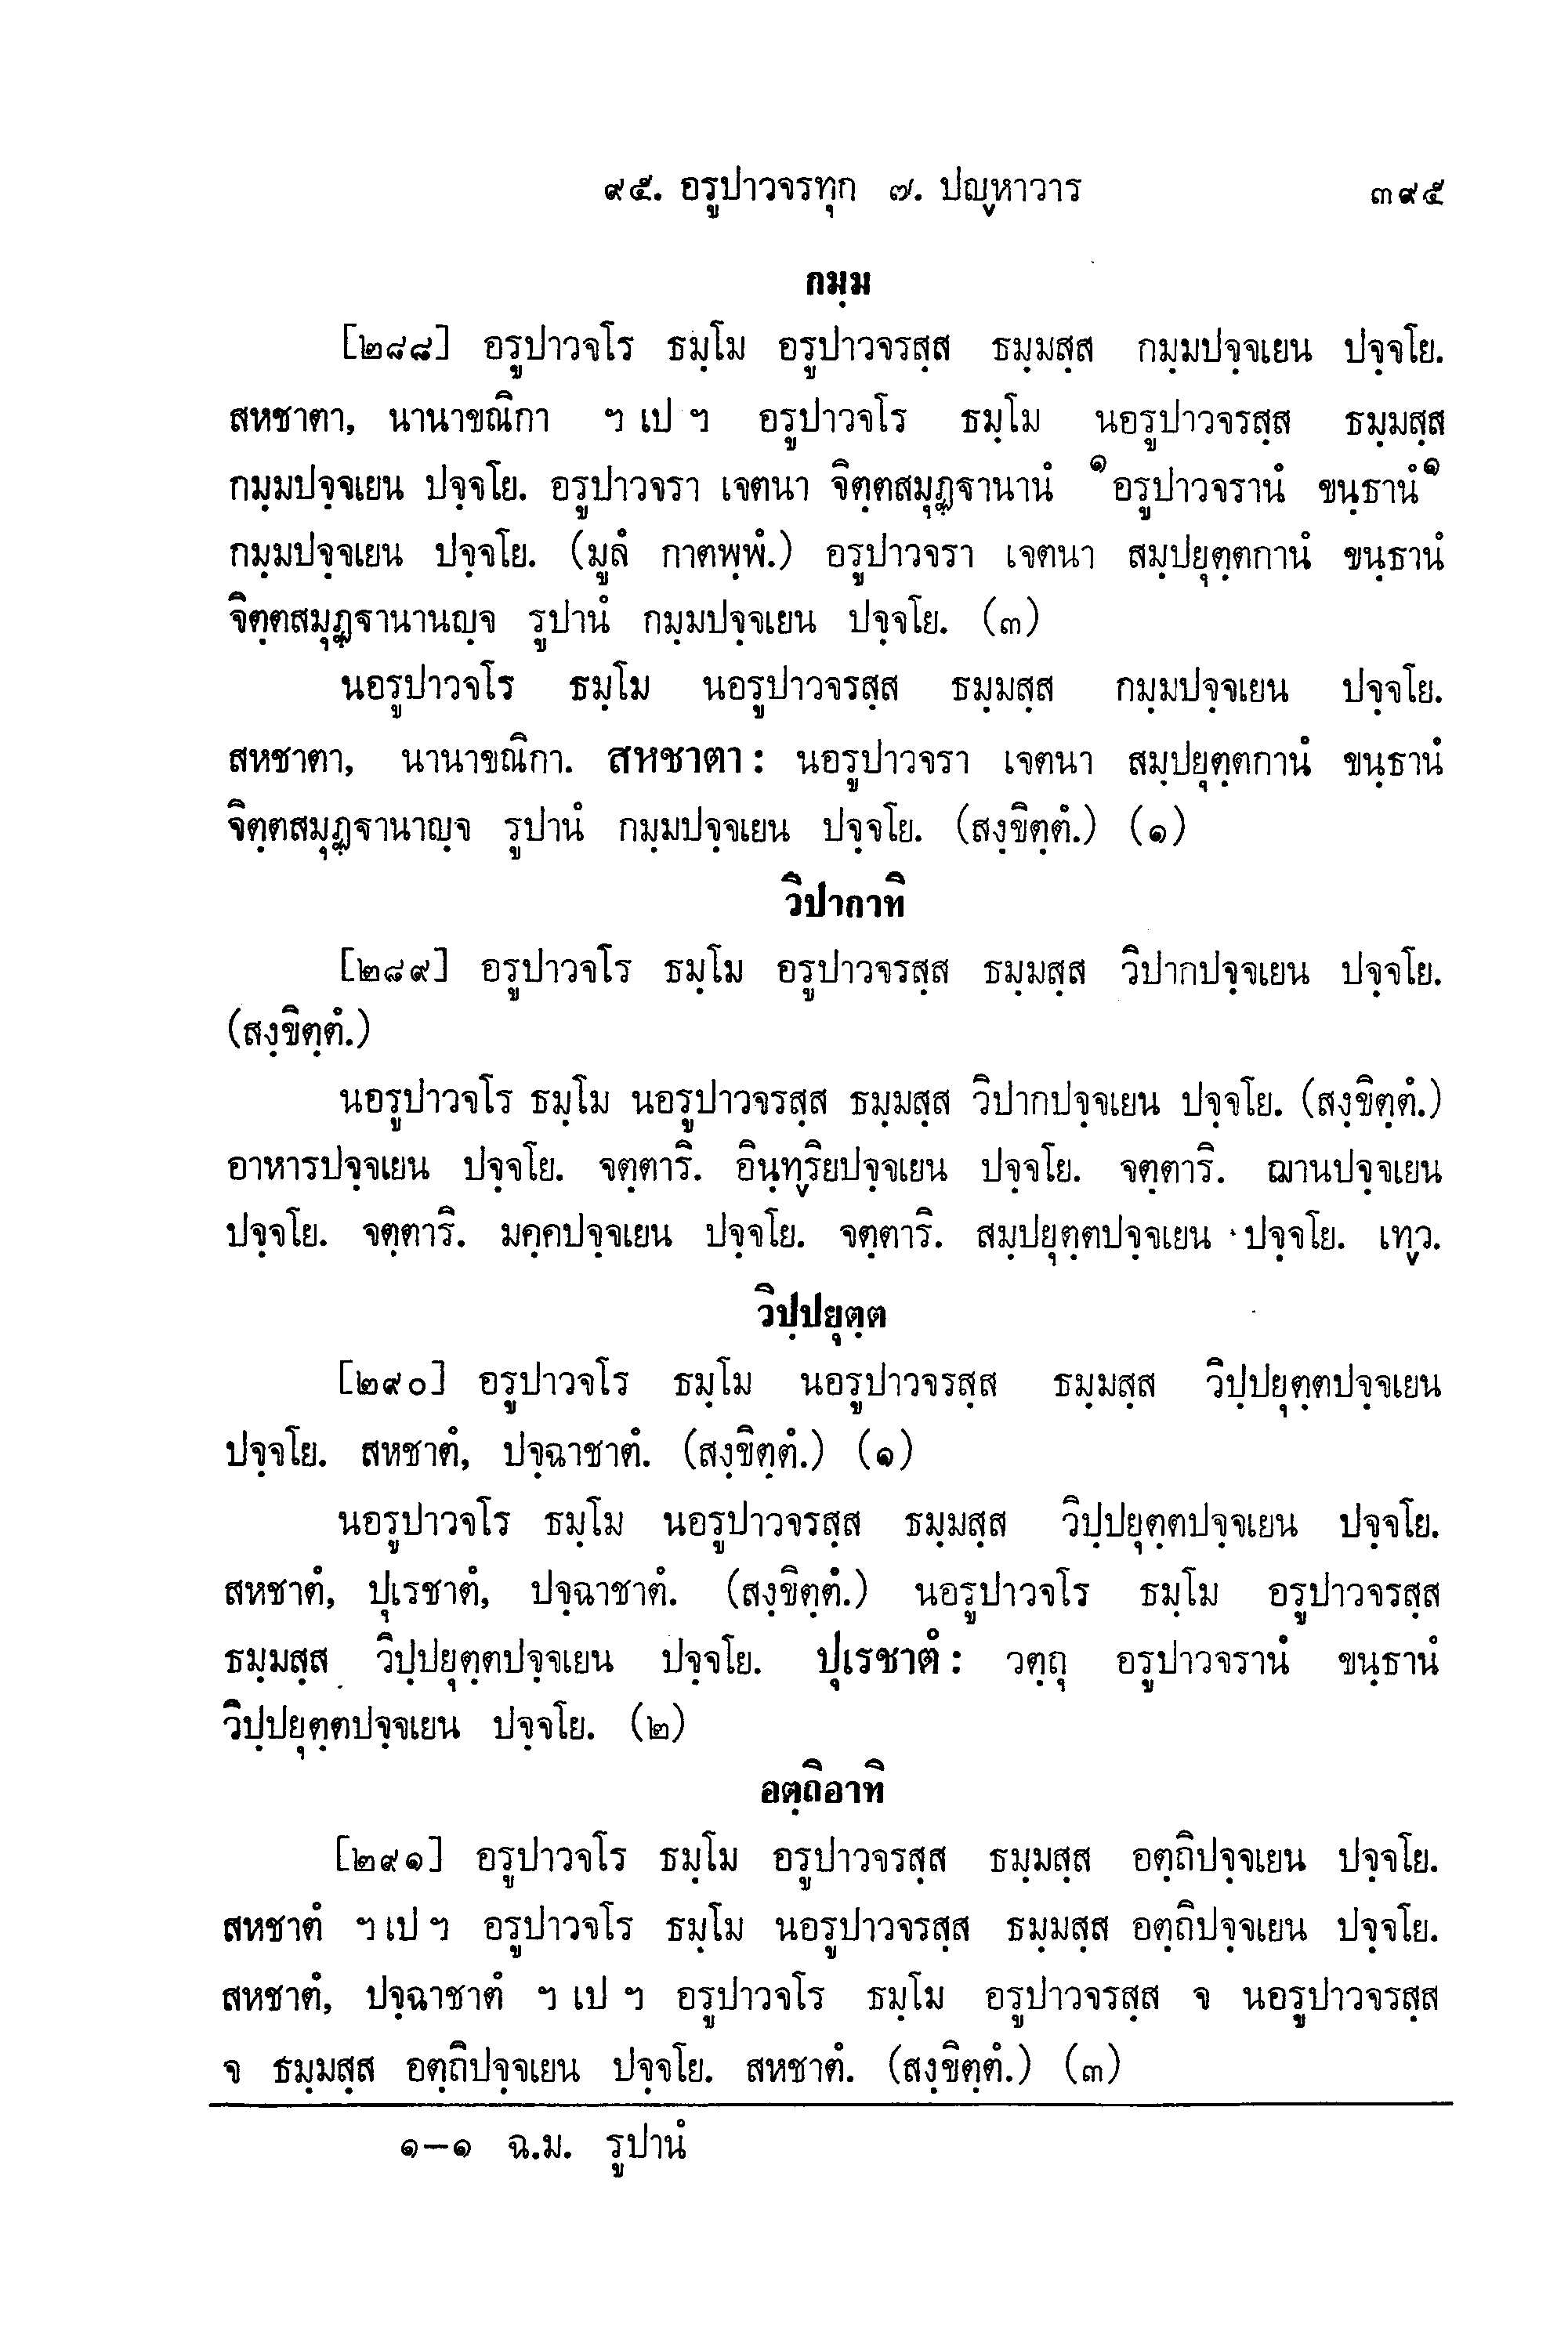 ๙๕. อรูปาวจรทุก ๗. ปญฺหาวาร ๓๙๕
กมฺม
[๒๘๘] อรูปาวจโร ธมฺโม อรูปาวจรสฺส ธมฺมสฺส กมฺมปจฺจเยน ปจฺจโย.
สหชาตา, นานาขณิกา ฯ เป ฯ อรูปาวจโร ธมฺโม นอรูปาวจรสฺส ธมฺมสฺส
กมฺมปจฺจเยน ปจฺจโย. อรูปาวจรา เจตนา จิตฺตสมุฏฺฐานานํ ๑อรูปาวจรานํ ขนฺธานํ๑
กมฺมปจฺจเยน ปจฺจโย. (มูลํ กาตพฺพํ.) อรูปาวจรา เจตนา สมฺปยุตฺตกานํ ขนฺธานํ
จิตฺตสมุฏฺฐานานญฺจ รูปานํ กมฺมปจฺจเยน ปจฺจโย. (๓)
นอรูปาวจโร ธมฺโม นอรูปาวจรสฺส ธมฺมสฺส กมฺมปจฺจเยน ปจฺจโย.
สหชาตา, นานาขณิกา. สหชาตา: นอรูปาวจรา เจตนา สมฺปยุตฺตกานํ ขนฺธานํ
จิตฺตสมุฏฺฐานาญฺจ รูปานํ กมฺมปจฺจเยน ปจฺจโย. (สงฺขิตฺตํ.) (๑)
วิปากาทิ
[๒๘๙] อรูปาวจโร ธมฺโม อรูปาวจรสฺส ธมฺมสฺส วิปากปจฺจเยน ปจฺจโย.
(สงฺขิตฺตํ.)
นอรูปาวจโร ธมฺโม นอรูปาวจรสฺส ธมฺมสฺส วิปากปจฺจเยน ปจฺจโย. (สงฺขิตฺตํ.)
อาหารปจฺจเยน ปจฺจโย. จตฺตาริ. อินฺทฺริยปจฺจเยน ปจฺจโย. จตฺตาริ. ฌานปจฺจเยน
ปจฺจโย. จตฺตาริ. มคฺคปจฺจเยน ปจฺจโย. จตฺตาริ. สมฺปยุตฺตปจฺจเยน ปจฺจโย. เทฺว.
วิปฺปยุตฺต
[๒๙๐] อรูปาวจโร ธมฺโม นอรูปาวจรสฺส ธมฺมสฺส วิปฺปยุตฺตปจฺจเยน
ปจฺจโย. สหชาตํ, ปจฺฉาชาตํ. (สงฺขิตฺตํ.) (๑)
นอรูปาวจโร ธมฺโม นอรูปาวจรสฺส ธมฺมสฺส วิปฺปยุตฺตปจฺจเยน ปจฺจโย.
สหชาตํ, ปุเรชาตํ, ปจฺฉาชาตํ. (สงฺขิตฺตํ.) นอรูปาวจโร ธมฺโม อรูปาวจรสฺส
ธมฺมสฺส วิปฺปยุตฺตปจฺจเยน ปจฺจโย. ปุเรชาตํ: วตฺถุ อรูปาวจรานํ ขนฺธานํ
วิปฺปยุตฺตปจฺจเยน ปจฺจโย. (๒)
อตฺถิอาทิ
[๒๙๑] อรูปาวจโร ธมฺโม อรูปาวจรสฺส ธมฺมสฺส อตฺถิปจฺจเยน ปจฺจโย.
สหชาตํ ฯ เป ฯ อรูปาวจโร ธมฺโม นอรูปาวจรสฺส ธมฺมสฺส อตฺถิปจฺจเยน ปจฺจโย.
สหชาตํ, ปจฺฉาชาตํ ฯ เป ฯ อรูปาวจโร ธมฺโม อรูปาวจรสฺส จ นอรูปาวจรสฺส
จ ธมฺมสฺส อตฺถิปจฺจเยน ปจฺจโย. สหชาตํ. (สงฺขิตฺตํ.) (๓)
๑–๑ ฉ.ม. รูปานํ